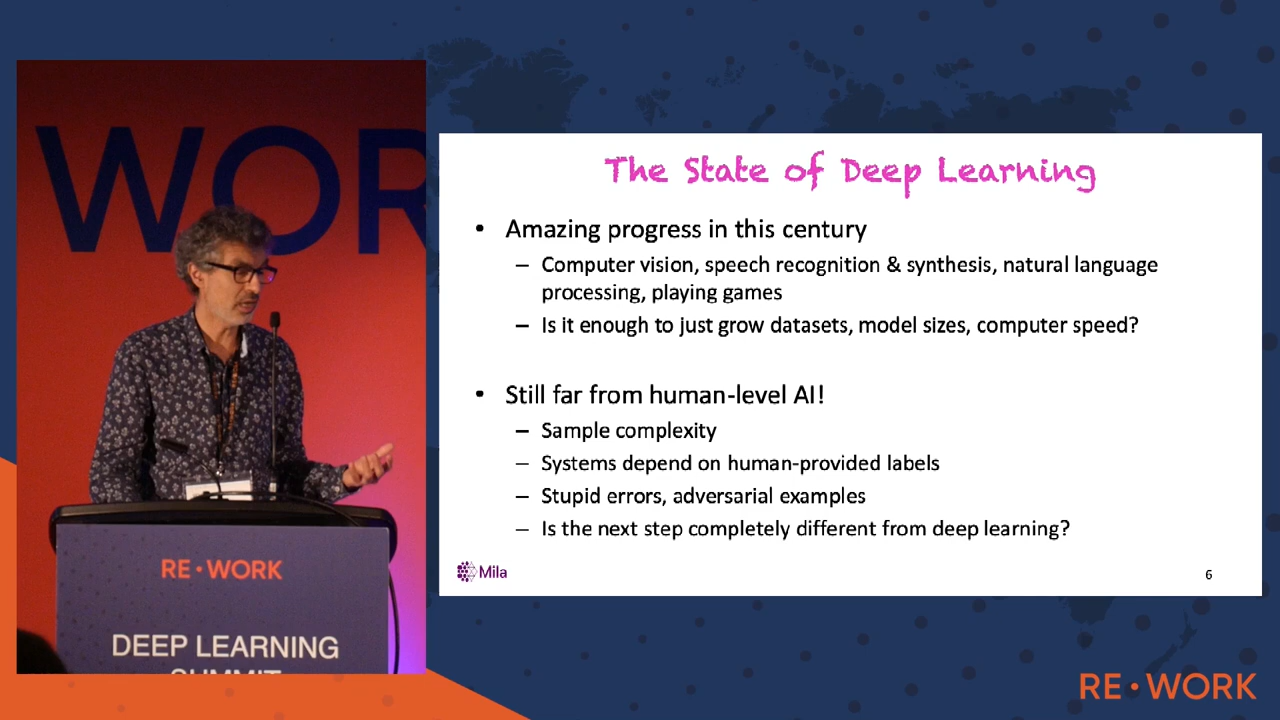 WOR
RE•WORK
DEEP LEARNING
SUMMIT
The State of Deep Learning
• Amazing progress in this century
– Computer vision, speech recognition & synthesis, natural language
processing, playing games
– Is it enough to just grow datasets, model sizes, computer speed?
• Still far from human-level AI!
– Sample complexity
– Systems depend on human-provided labels
– Stupid errors, adversarial examples
– Is the next step completely different from deep learning?
Mila
6
RE•WORK